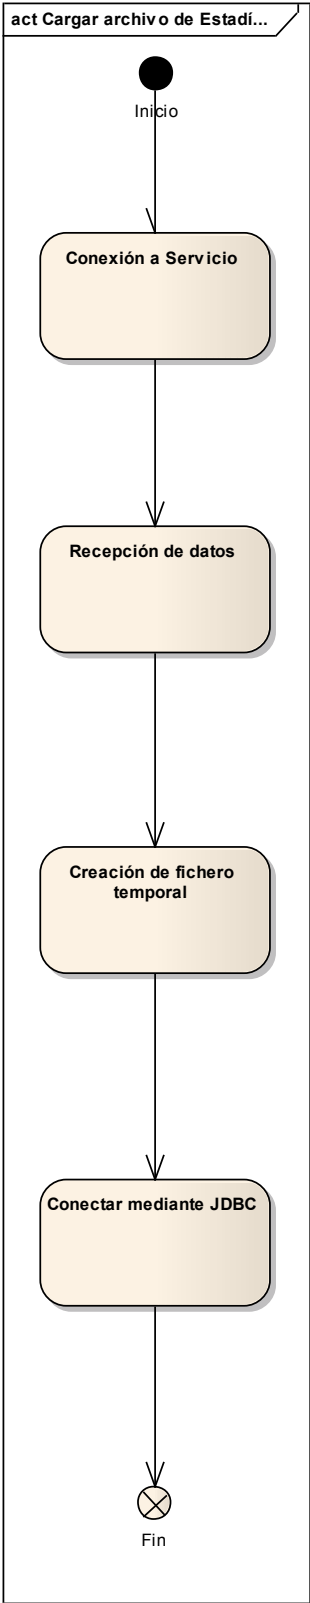 act Cargar archivo de Estadí...
Inicio
Conexión a Servicio
Recepción de datos
Creación de fichero
temporal
Conectar mediante JDBC
Fin